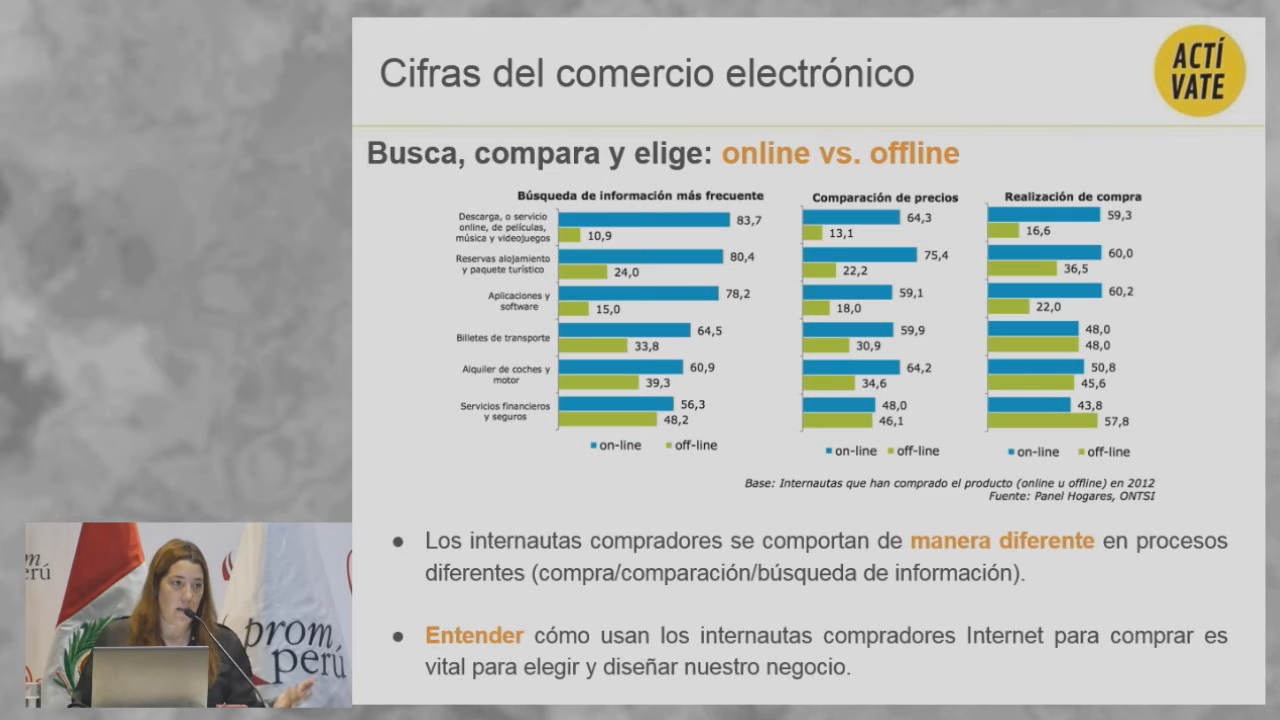 Cifras del comercio electrónico
ACTÍ
VATE
Busca, compara y elige: online vs. offline
Búsqueda de información más frecuente
Descarga, o servicio
online, de películas,
música y videojuegos
83,7
10,9
Reservas alojamiento
y paquete turístico
80,4
24,0
Aplicaciones y
software
78,2
15,0
Billetes de transporte
64,5
33,8
Alquiler de coches y
motor
60,9
39,3
Servicios financieros
y seguros
56,3
48,2
on-line off-line
Comparación de precios
64,3
13,1
75,4
22,2
59,1
18,0
59,9
30,9
64,2
34,6
48,0
46,1
on-line off-line
Realización de compra
59,3
16,6
60,0
36,5
60,2
22,0
48,0
48,0
50,8
45,6
43,8
57,8
on-line off-line
Base: Internautas que han comprado el producto (online u offline) en 2012
Fuente: Panel Hogares, ONTSI
● Los internautas compradores se comportan de manera diferente en procesos
diferentes (compra/comparación/búsqueda de información).
● Entender cómo usan los internautas compradores Internet para comprar es
vital para elegir y diseñar nuestro negocio.
prom
perú